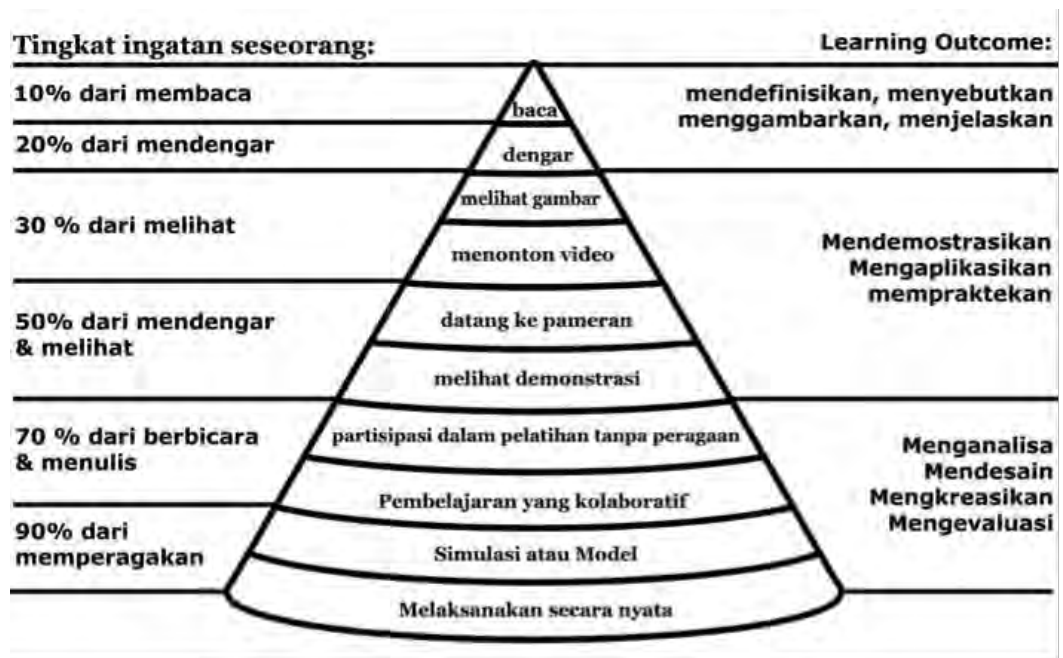 Tingkat ingatan seseorang:
Learning Outcome:
10% dari membaca
20% dari mendengar
30 % dari melihat
50% dari mendengar
& melihat
70 % dari berbicara
& menulis
90% dari
memperagakan
baca
dengar
melihat gambar
menonton video
datang ke pameran
melihat demonstrasi
partisipasi dalam pelatihan tanpa peragaan
Pembelajaran yang kolaboratif
Simulasi atau Model
Melaksanakan secara nyata
mendefinisikan, menyebutkan
menggambarkan, menjelaskan
Mendemostrasikan
Mengaplikasikan
mempraktekan
Menganalisa
Mendesain
Mengkreasikan
Mengevaluasi